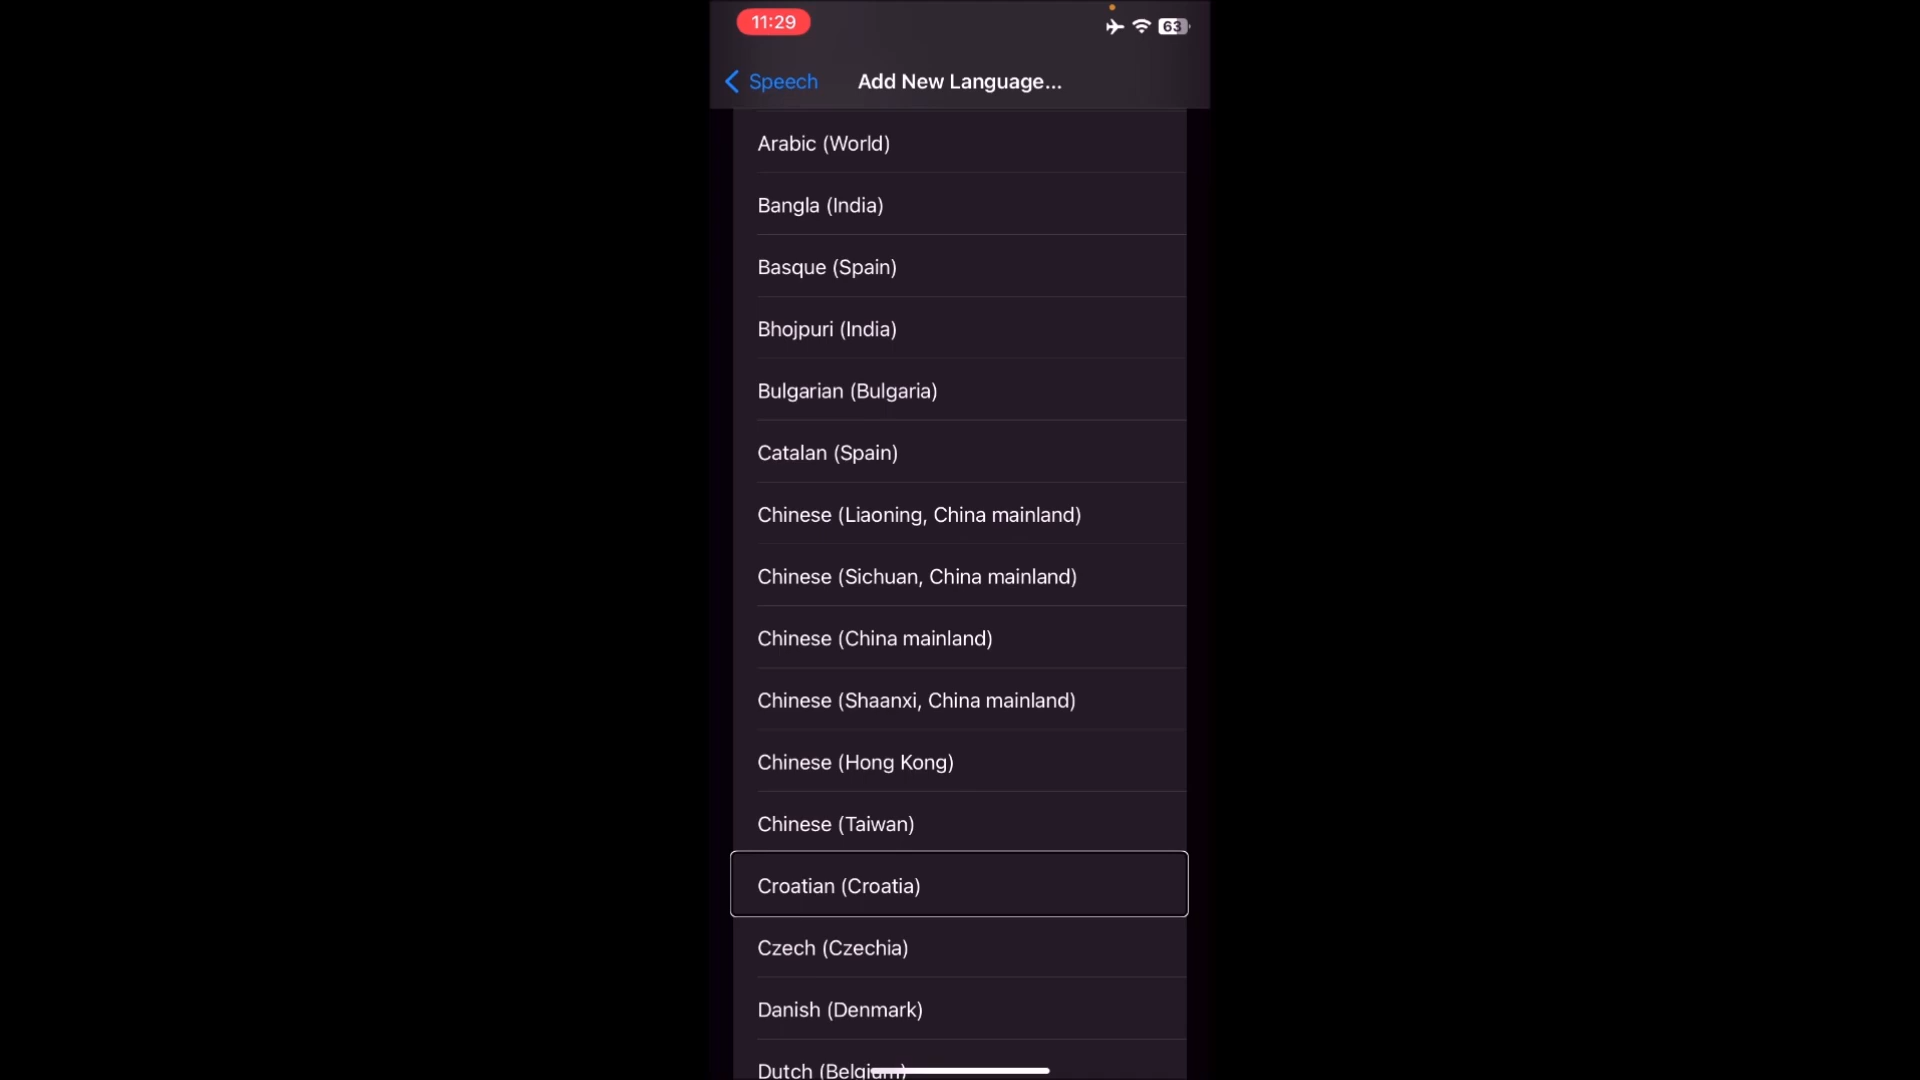 11:29
63
Speech
Add New Language...
Arabic (World)
Bangla (India)
Basque (Spain)
Bhojpuri (India)
Bulgarian (Bulgaria)
Catalan (Spain)
Chinese (Liaoning, China mainland)
Chinese (Sichuan, China mainland)
Chinese (China mainland)
Chinese (Shaanxi, China mainland)
Chinese (Hong Kong)
Chinese (Taiwan)
Croatian (Croatia)
Czech (Czechia)
Danish (Denmark)
Dutch (Belgium)